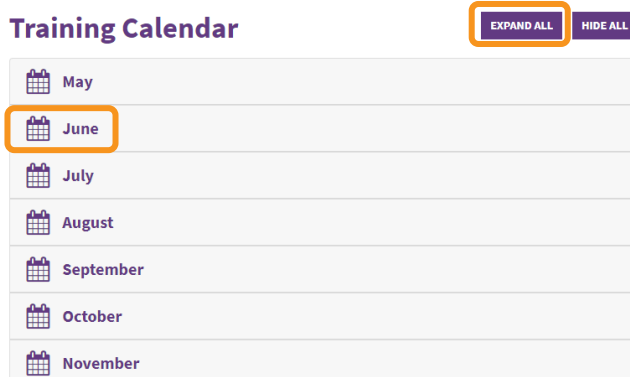 Training Calendar
EXPAND ALL HIDE ALL
May
June
July
August
September
October
November